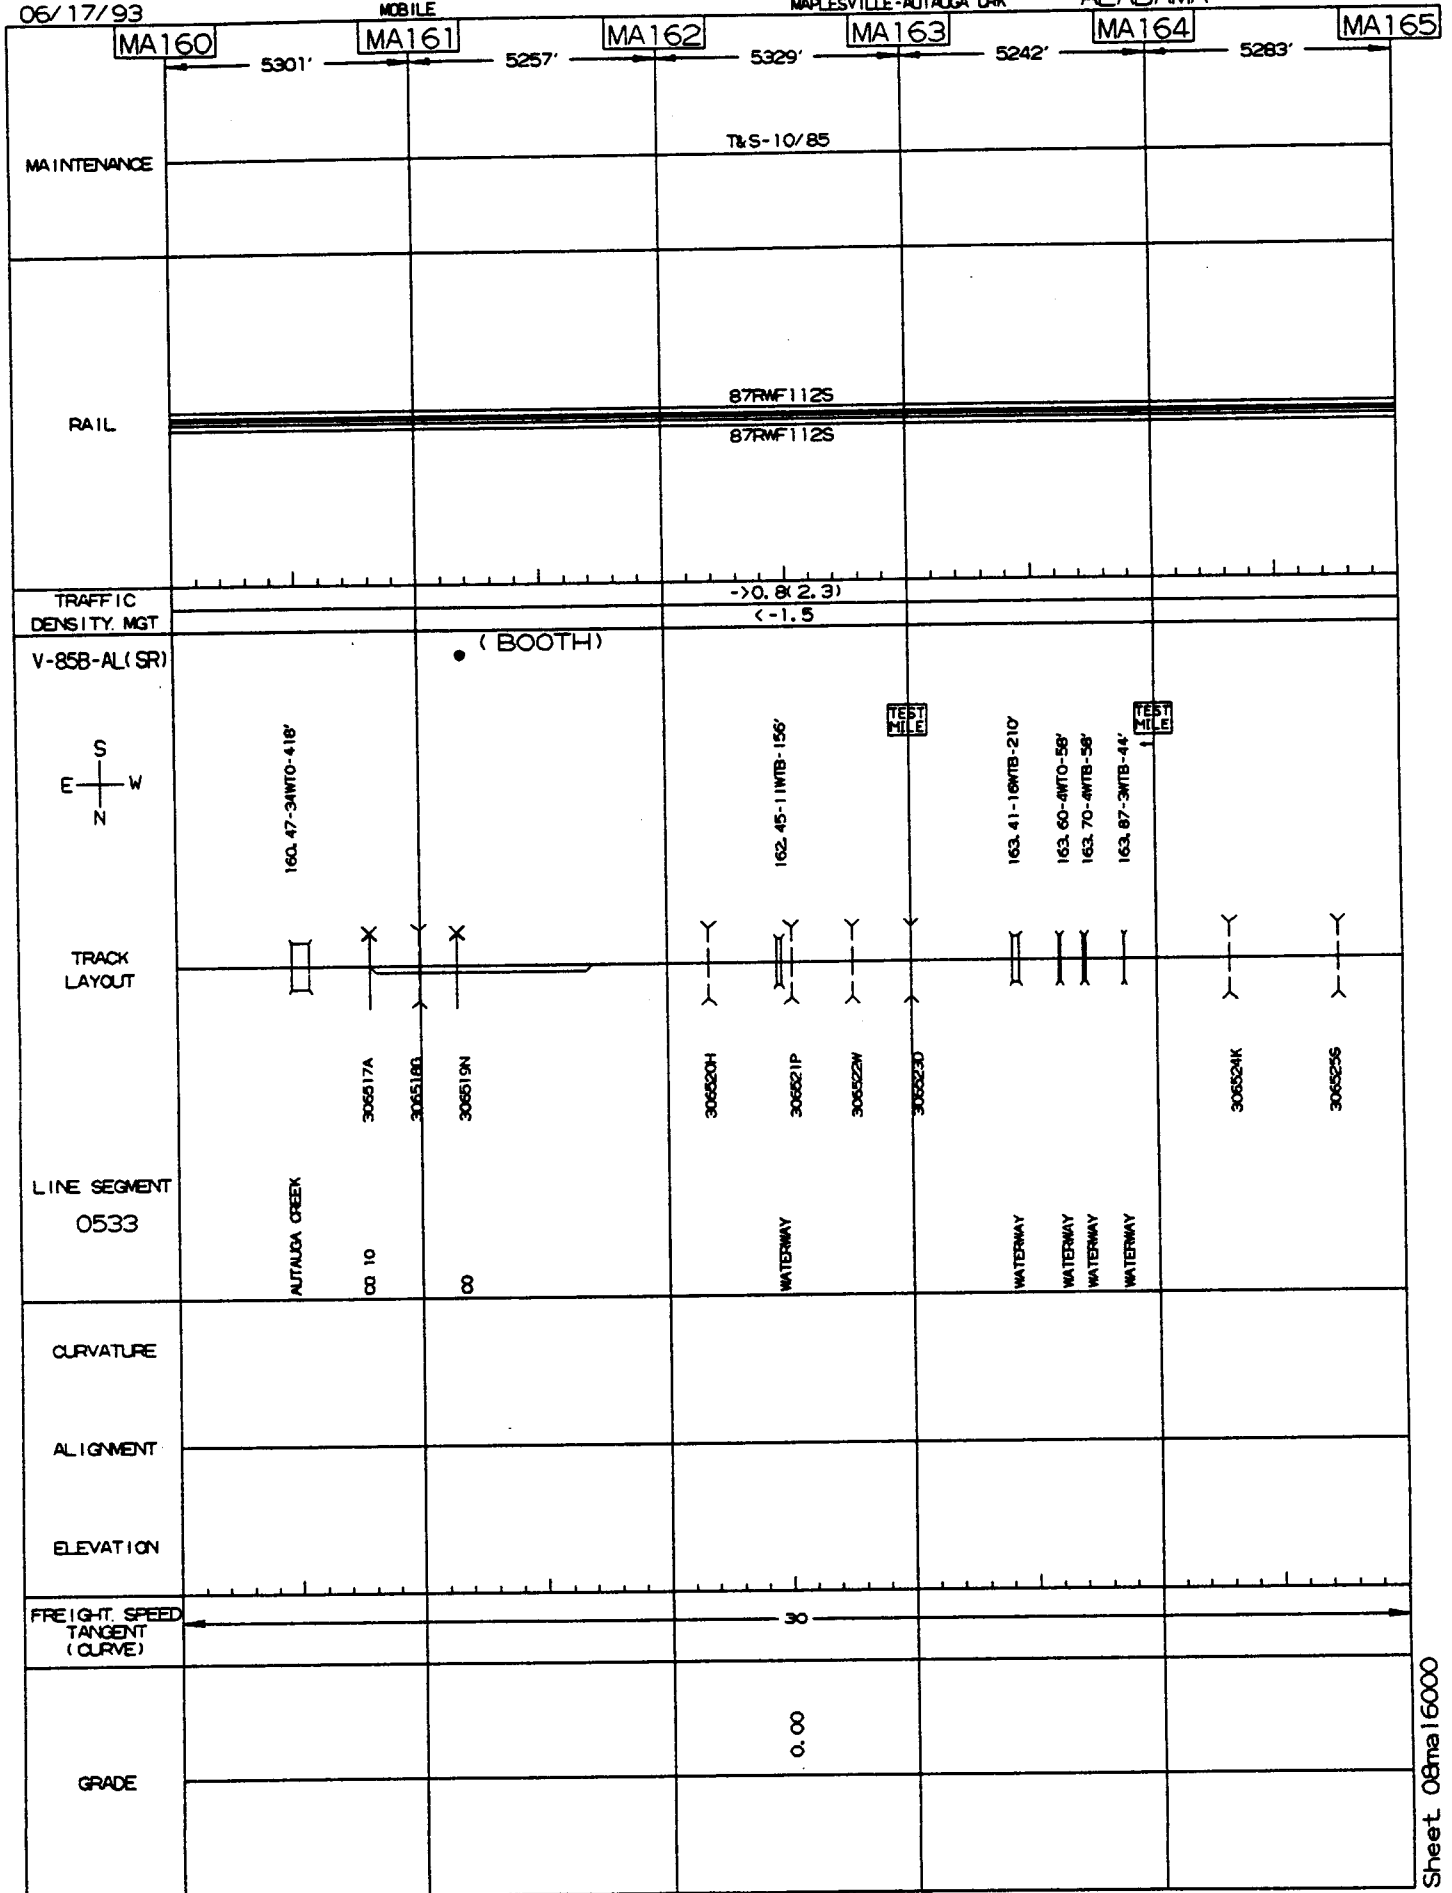 06/17/93
MOBILE
ALABAMA
MA160
MA161
MA162
MA163
MA164
MA165
5301'
5257'
5329'
5242'
5283'
MAINTENANCE
T&S-10/85
RAIL
87RWF112S
87RWF112S
TRAFFIC
DENSITY. MGT
->0.8(2.3)
<-1.5
V-85B-AL(SR)
(BOOTH)
S
E
W
N
TEST
MILE
TEST
MILE
160.47-34WTO-418'
162.45-11WTB-156'
163.41-16WTB-210'
163.60-4WTO-58'
163.70-4WTB-58'
163.87-3WTB-44'
TRACK
LAYOUT
306517A
306518G
306519N
306520H
306521P
306522W
306523D
306524K
306525S
LINE SEGMENT
0533
AUTAUGA CREEK
CO 10
CO
WATERWAY
WATERWAY
WATERWAY
WATERWAY
WATERWAY
CURVATURE
ALIGNMENT
ELEVATION
FREIGHT. SPEED
TANGENT
(CURVE)
30
GRADE
0.00
Sheet 08ma16000